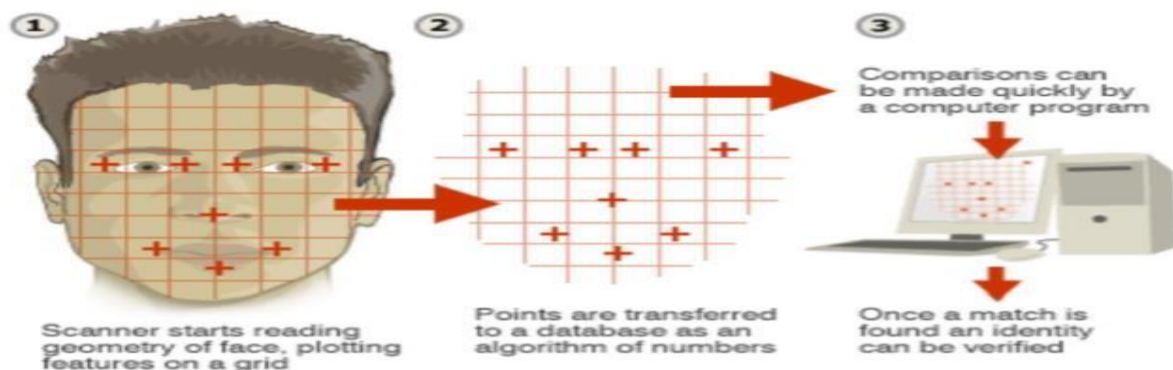 1
Scanner starts reading
geometry of face, plotting
features on a grid
2
Points are transferred
to a database as an
algorithm of numbers
3
Comparisons can
be made quickly by
a computer program
Once a match is
found an identity
can be verified